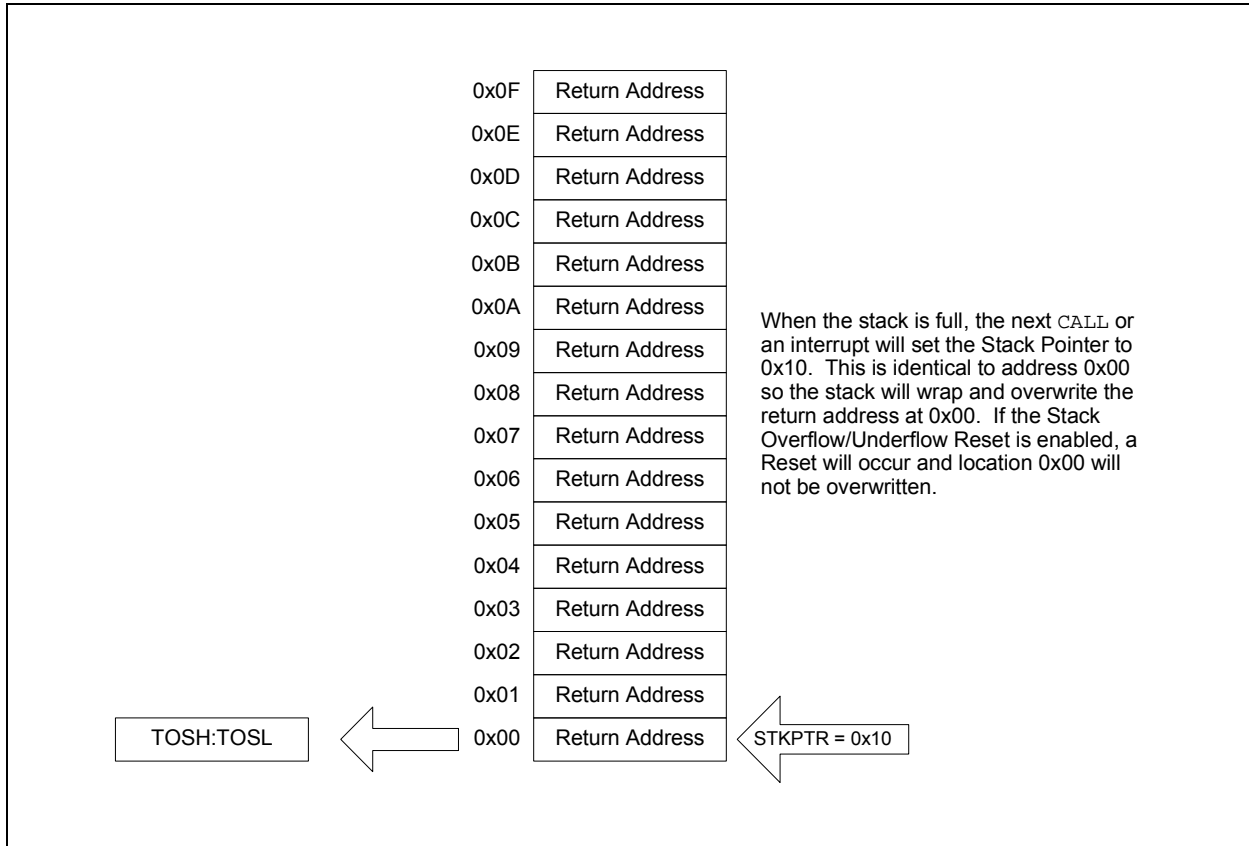 0x0F Return Address
0x0E Return Address
0x0D Return Address
0x0C Return Address
0x0B Return Address
0x0A Return Address
0x09 Return Address
0x08 Return Address
0x07 Return Address
0x06 Return Address
0x05 Return Address
0x04 Return Address
0x03 Return Address
0x02 Return Address
0x01 Return Address
TOSH:TOSL 0x00 Return Address STKPTR = 0x10
When the stack is full, the next CALL or
an interrupt will set the Stack Pointer to
0x10. This is identical to address 0x00
so the stack will wrap and overwrite the
return address at 0x00. If the Stack
Overflow/Underflow Reset is enabled, a
Reset will occur and location 0x00 will
not be overwritten.